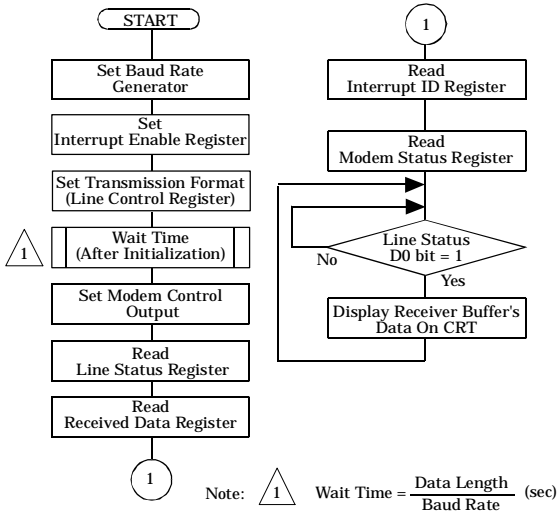 START
Set Baud Rate
Generator
Set
Interrupt Enable Register
Set Transmission Format
(Line Control Register)
1
Wait Time
(After Initialization)
Set Modem Control
Output
Read
Line Status Register
Read
Received Data Register
1
1
Read
Interrupt ID Register
Read
Modem Status Register
Line Status
D0 bit = 1
No
Yes
Display Receiver Buffer's
Data On CRT
Note: 1 Wait Time = Data Length (sec)
Baud Rate